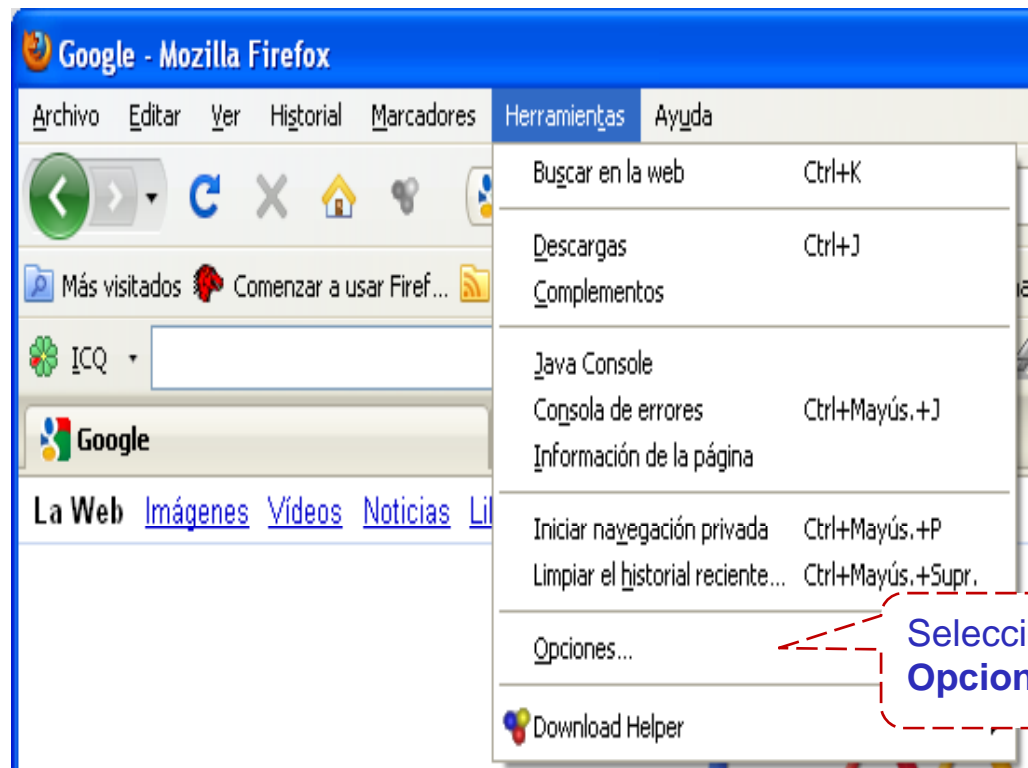 Google - Mozilla Firefox
Archivo Editar Ver Historial Marcadores Herramientas Ayuda
Más visitados Comenzar a usar Firef...
ICQ
Google
La Web Imágenes Vídeos Noticias
Buscar en la web Ctrl+K
Descargas Ctrl+J
Complementos
Java Console
Consola de errores Ctrl+Mayús.+J
Información de la página
Iniciar navegación privada Ctrl+Mayús.+P
Limpiar el historial reciente... Ctrl+Mayús.+Supr.
Opciones...
Download Helper
Selecci
Opcion